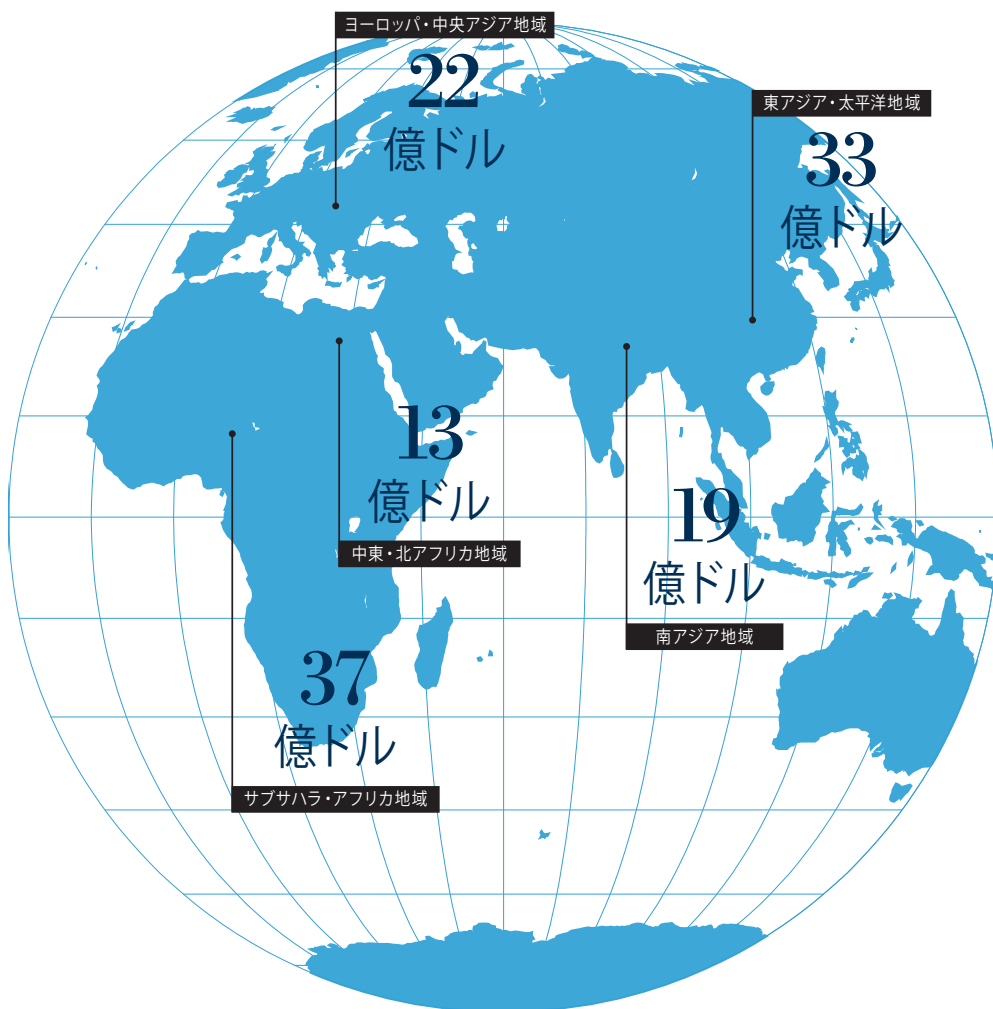 ヨーロッパ・中央アジア地域
22
億ドル
東アジア・太平洋地域
33
億ドル
13
億ドル
中東・北アフリカ地域
19
億ドル
南アジア地域
37
億ドル
サブサハラ・アフリカ地域